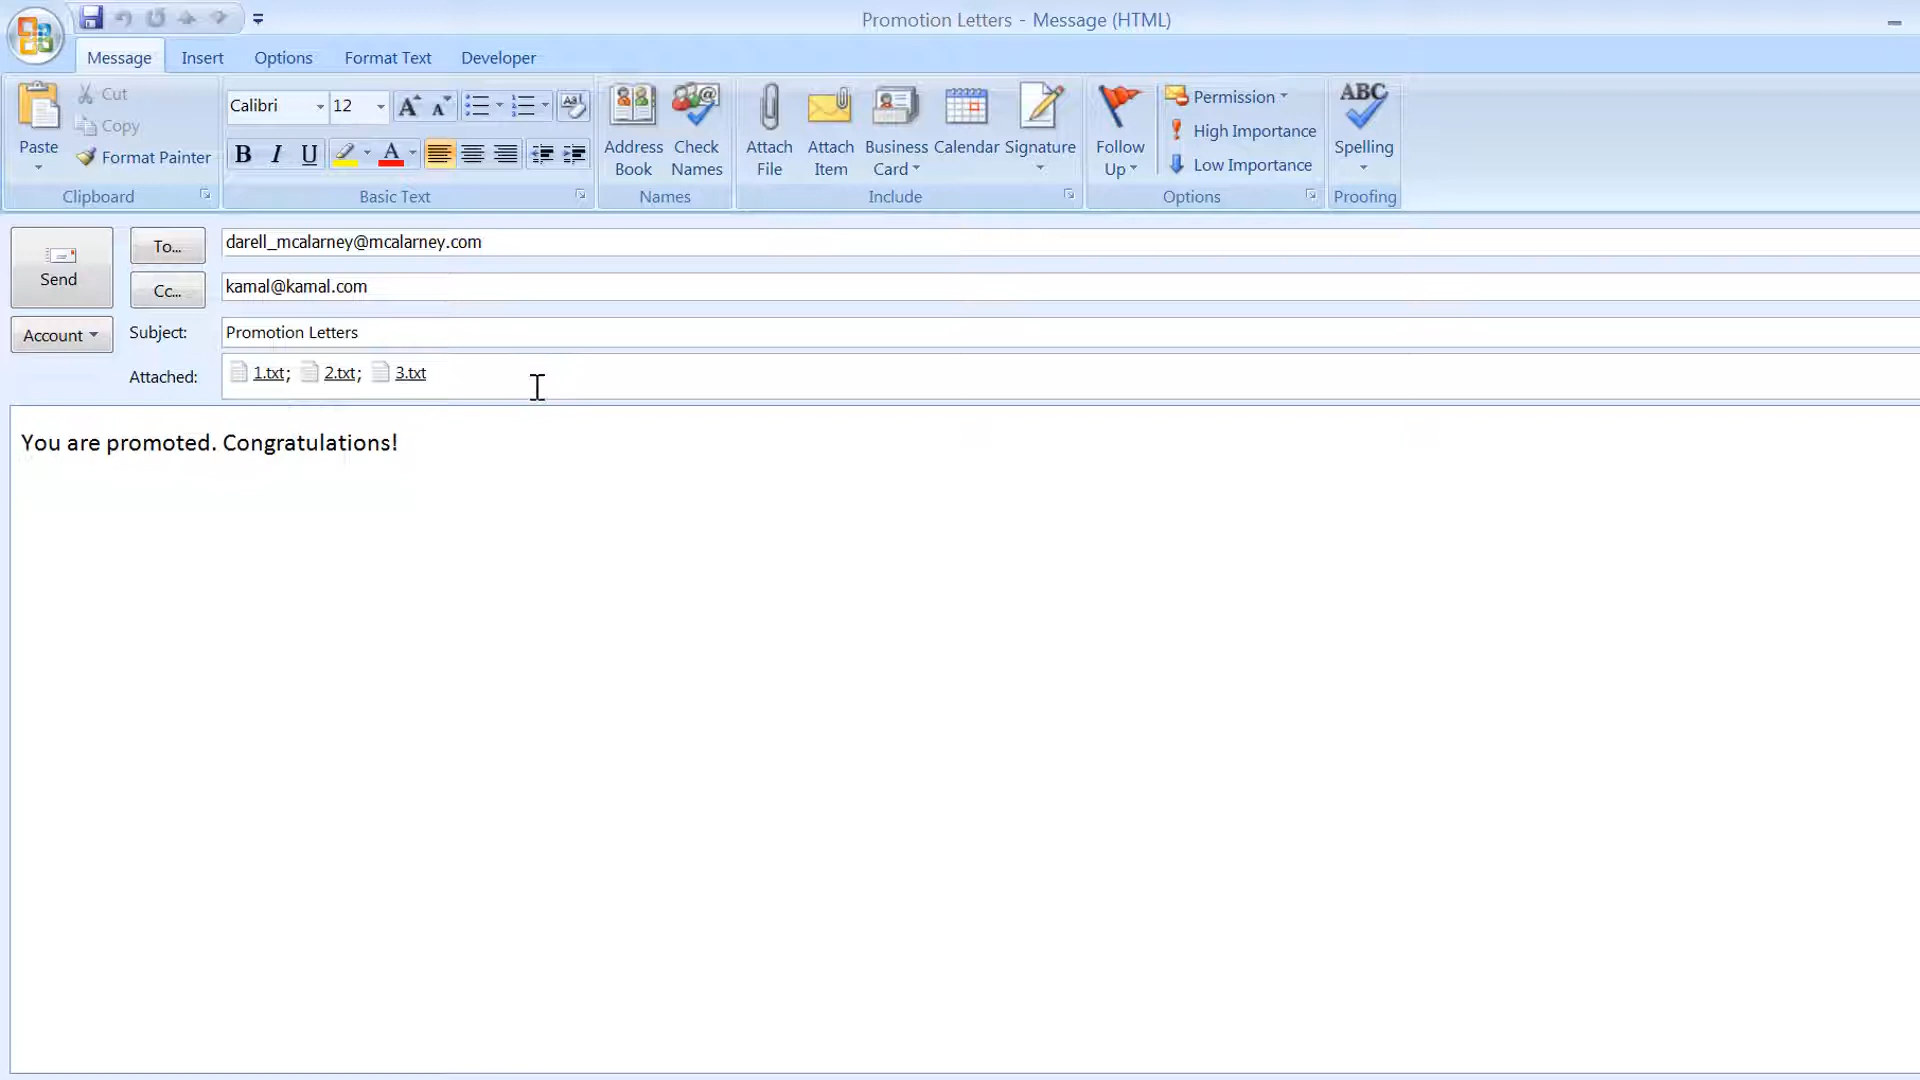 Promotion Letters - Message (HTML)
Message Insert Options Format Text Developer
Paste
Cut
Copy
Format Painter
Clipboard
Calibri 12
B I U A
Basic Text
Address Book
Check Names
Names
Attach File
Attach Item
Business Card
Calendar
Signature
Include
Follow Up
Permission
High Importance
Low Importance
Options
ABC
Spelling
Proofing
Send
Account
To... darell_mcalarney@mcalarney.com
Cc... kamal@kamal.com
Subject: Promotion Letters
Attached: 1.txt; 2.txt; 3.txt
You are promoted. Congratulations!